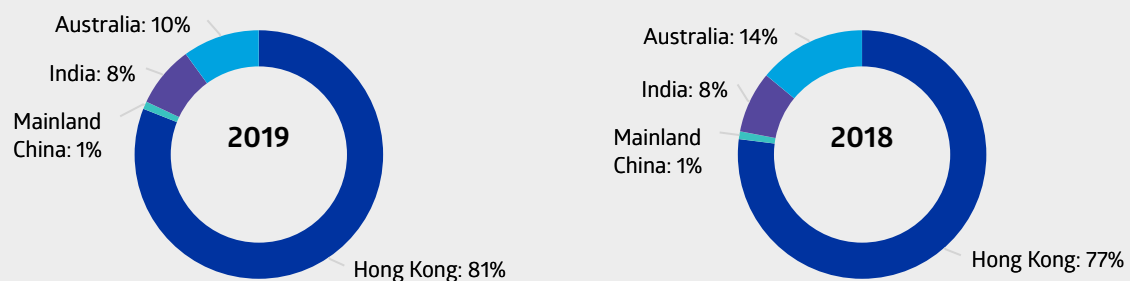 Australia: 10%
India: 8%
Mainland
China: 1%
2019
Hong Kong: 81%
Australia: 14%
India: 8%
Mainland
China: 1%
2018
Hong Kong: 77%